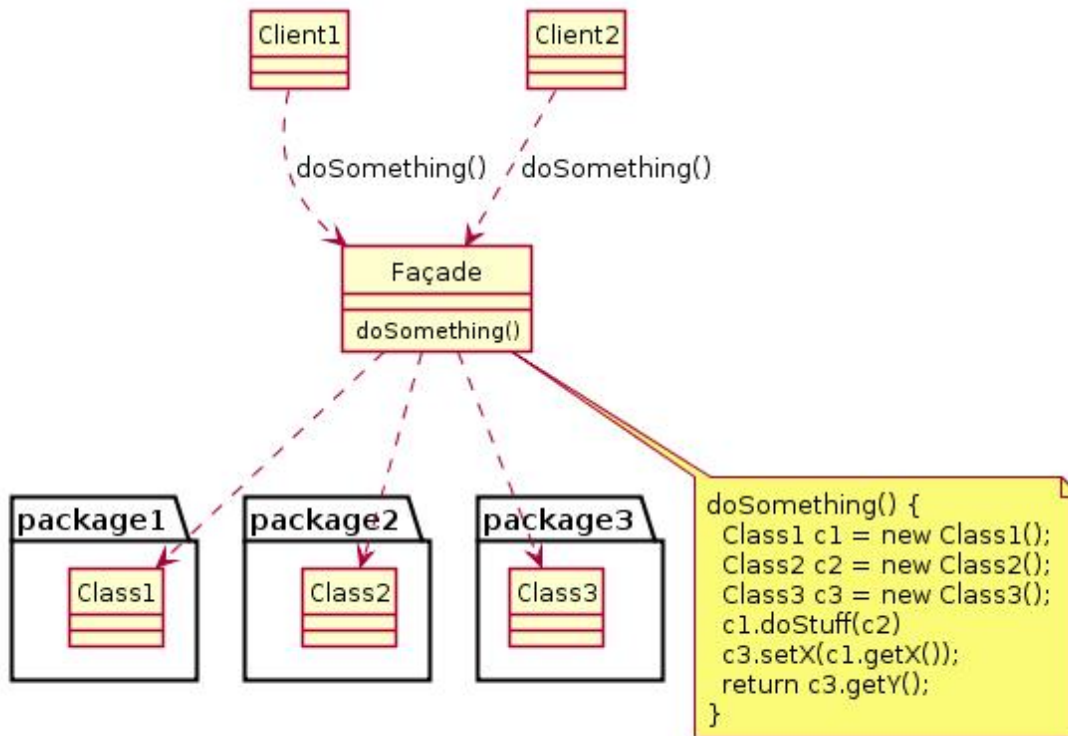 Client1
Client2
doSomething()
doSomething()
Façade
doSomething()
package1
package2
package3
Class1
Class2
Class3
doSomething() {
  Class1 c1 = new Class1();
  Class2 c2 = new Class2();
  Class3 c3 = new Class3();
  c1.doStuff(c2)
  c3.setX(c1.getX());
  return c3.getY();
}